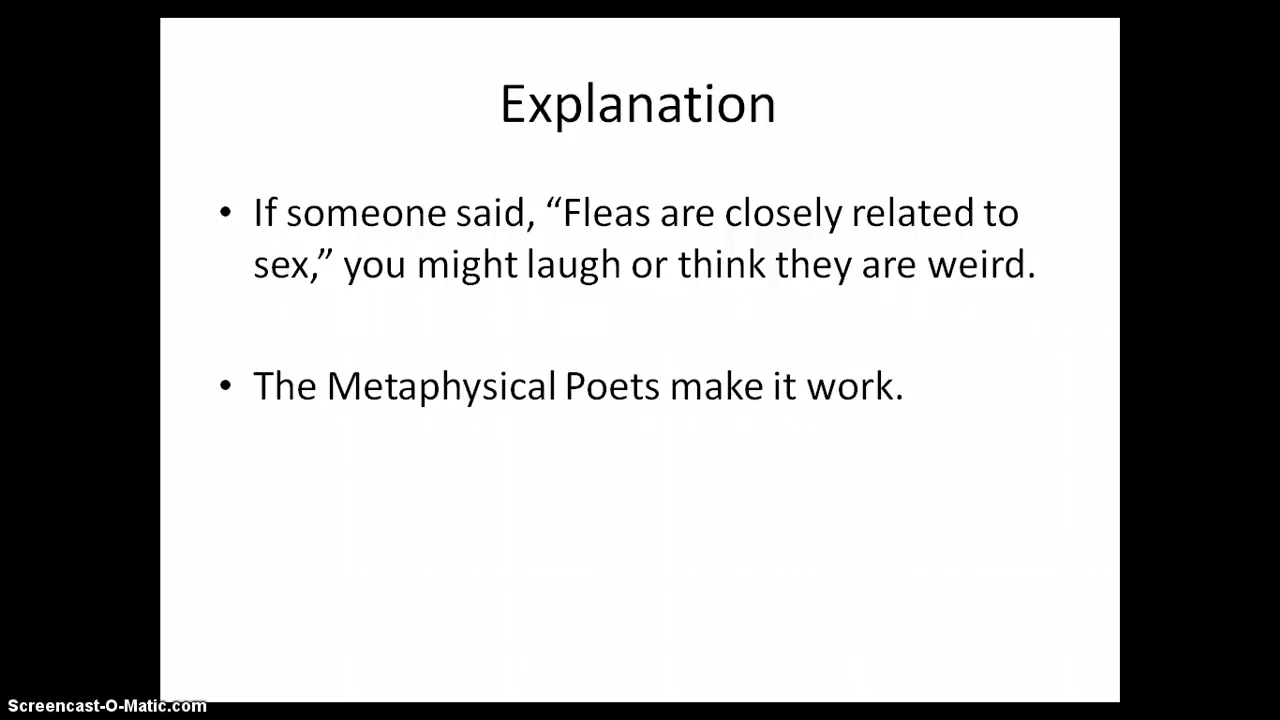 Explanation
• If someone said, “Fleas are closely related to
sex,” you might laugh or think they are weird.
• The Metaphysical Poets make it work.
Screencast-O-Matic.com